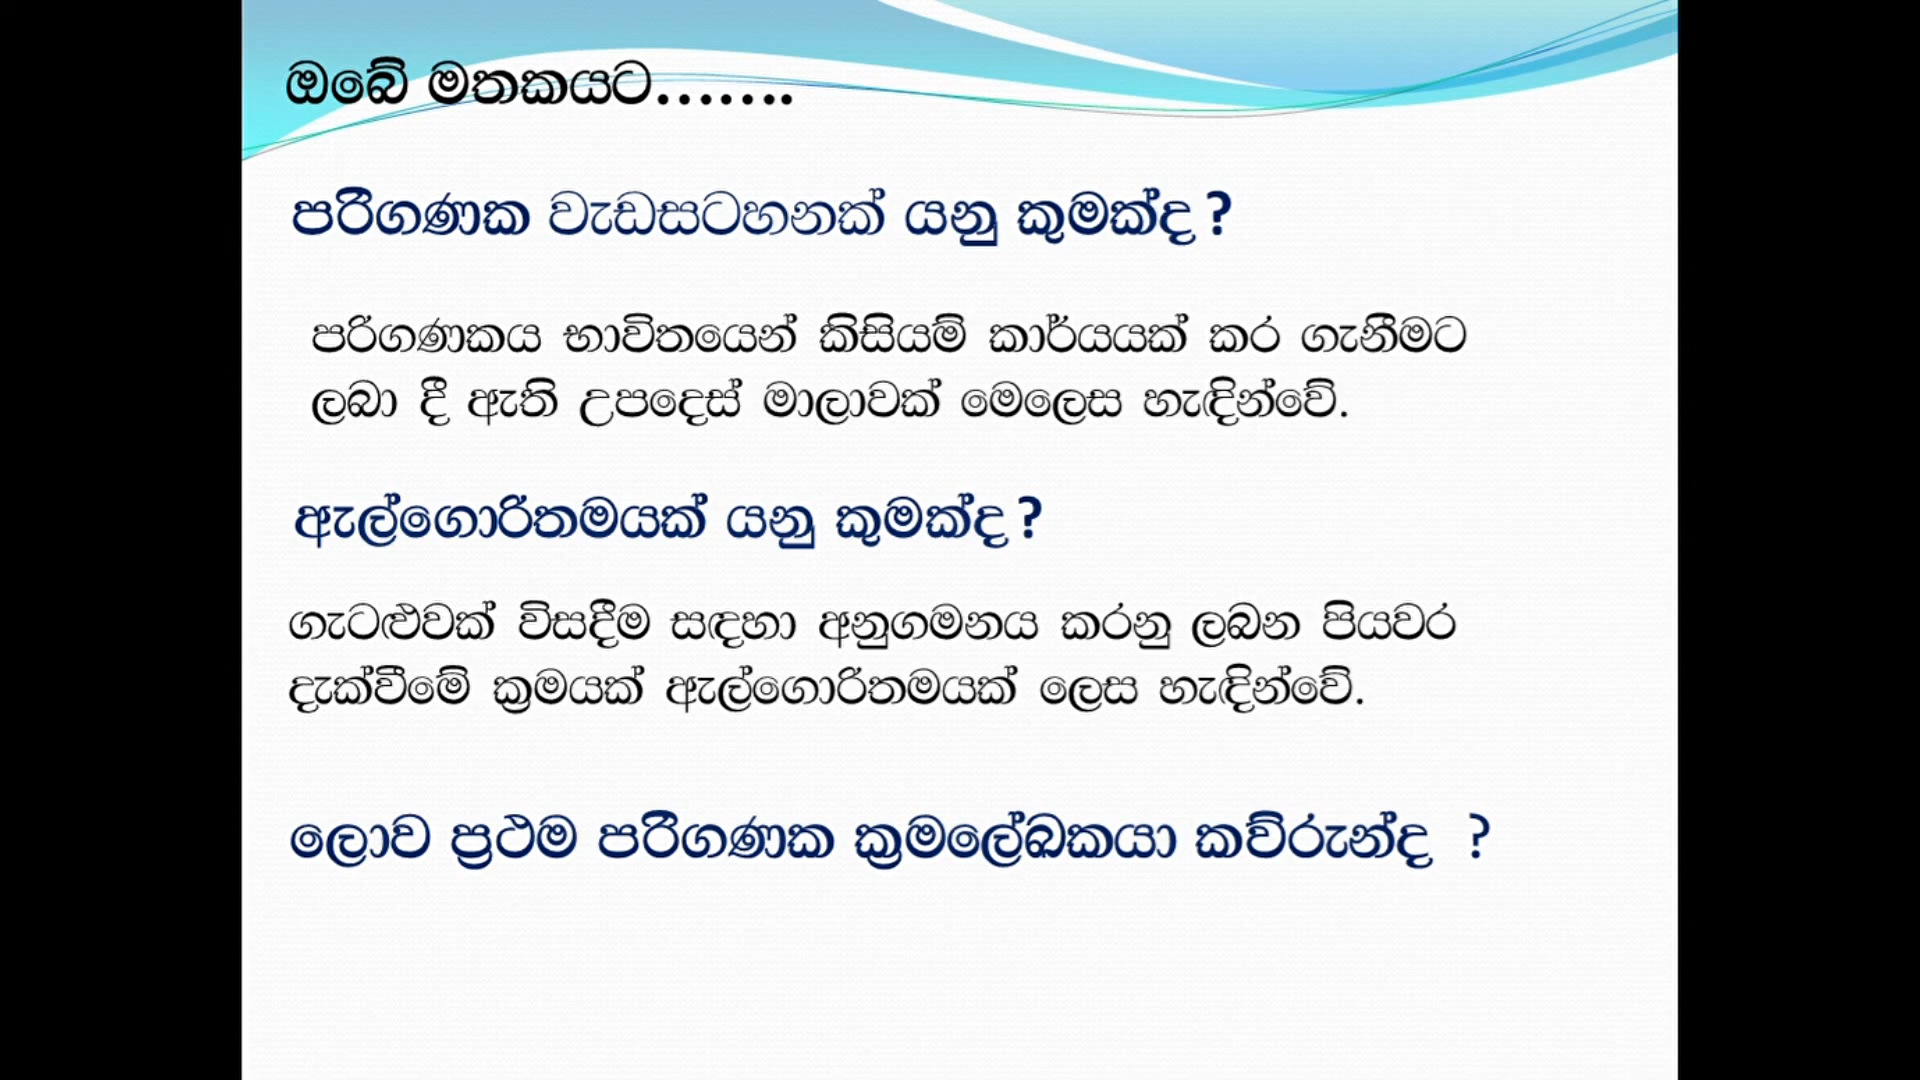 ඔබේ මතකයට.......
පරිගණක වැඩසටහනක් යනු කුමක්ද ?
පරිගණකය භාවිතයෙන් කිසියම් කාර්යයක් කර ගැනීමට
ලබා දී ඇති උපදෙස් මාලාවක් මෙලෙස හැඳින්වේ.
ඇල්ගොරිතමයක් යනු කුමක්ද ?
ගැටළුවක් විසදීම සඳහා අනුගමනය කරනු ලබන පියවර
දැක්වීමේ ක්‍රමයක් ඇල්ගොරිතමයක් ලෙස හැඳින්වේ.
ලොව ප්‍රථම පරිගණක ක්‍රමලේඛකයා කව්රුන්ද ?